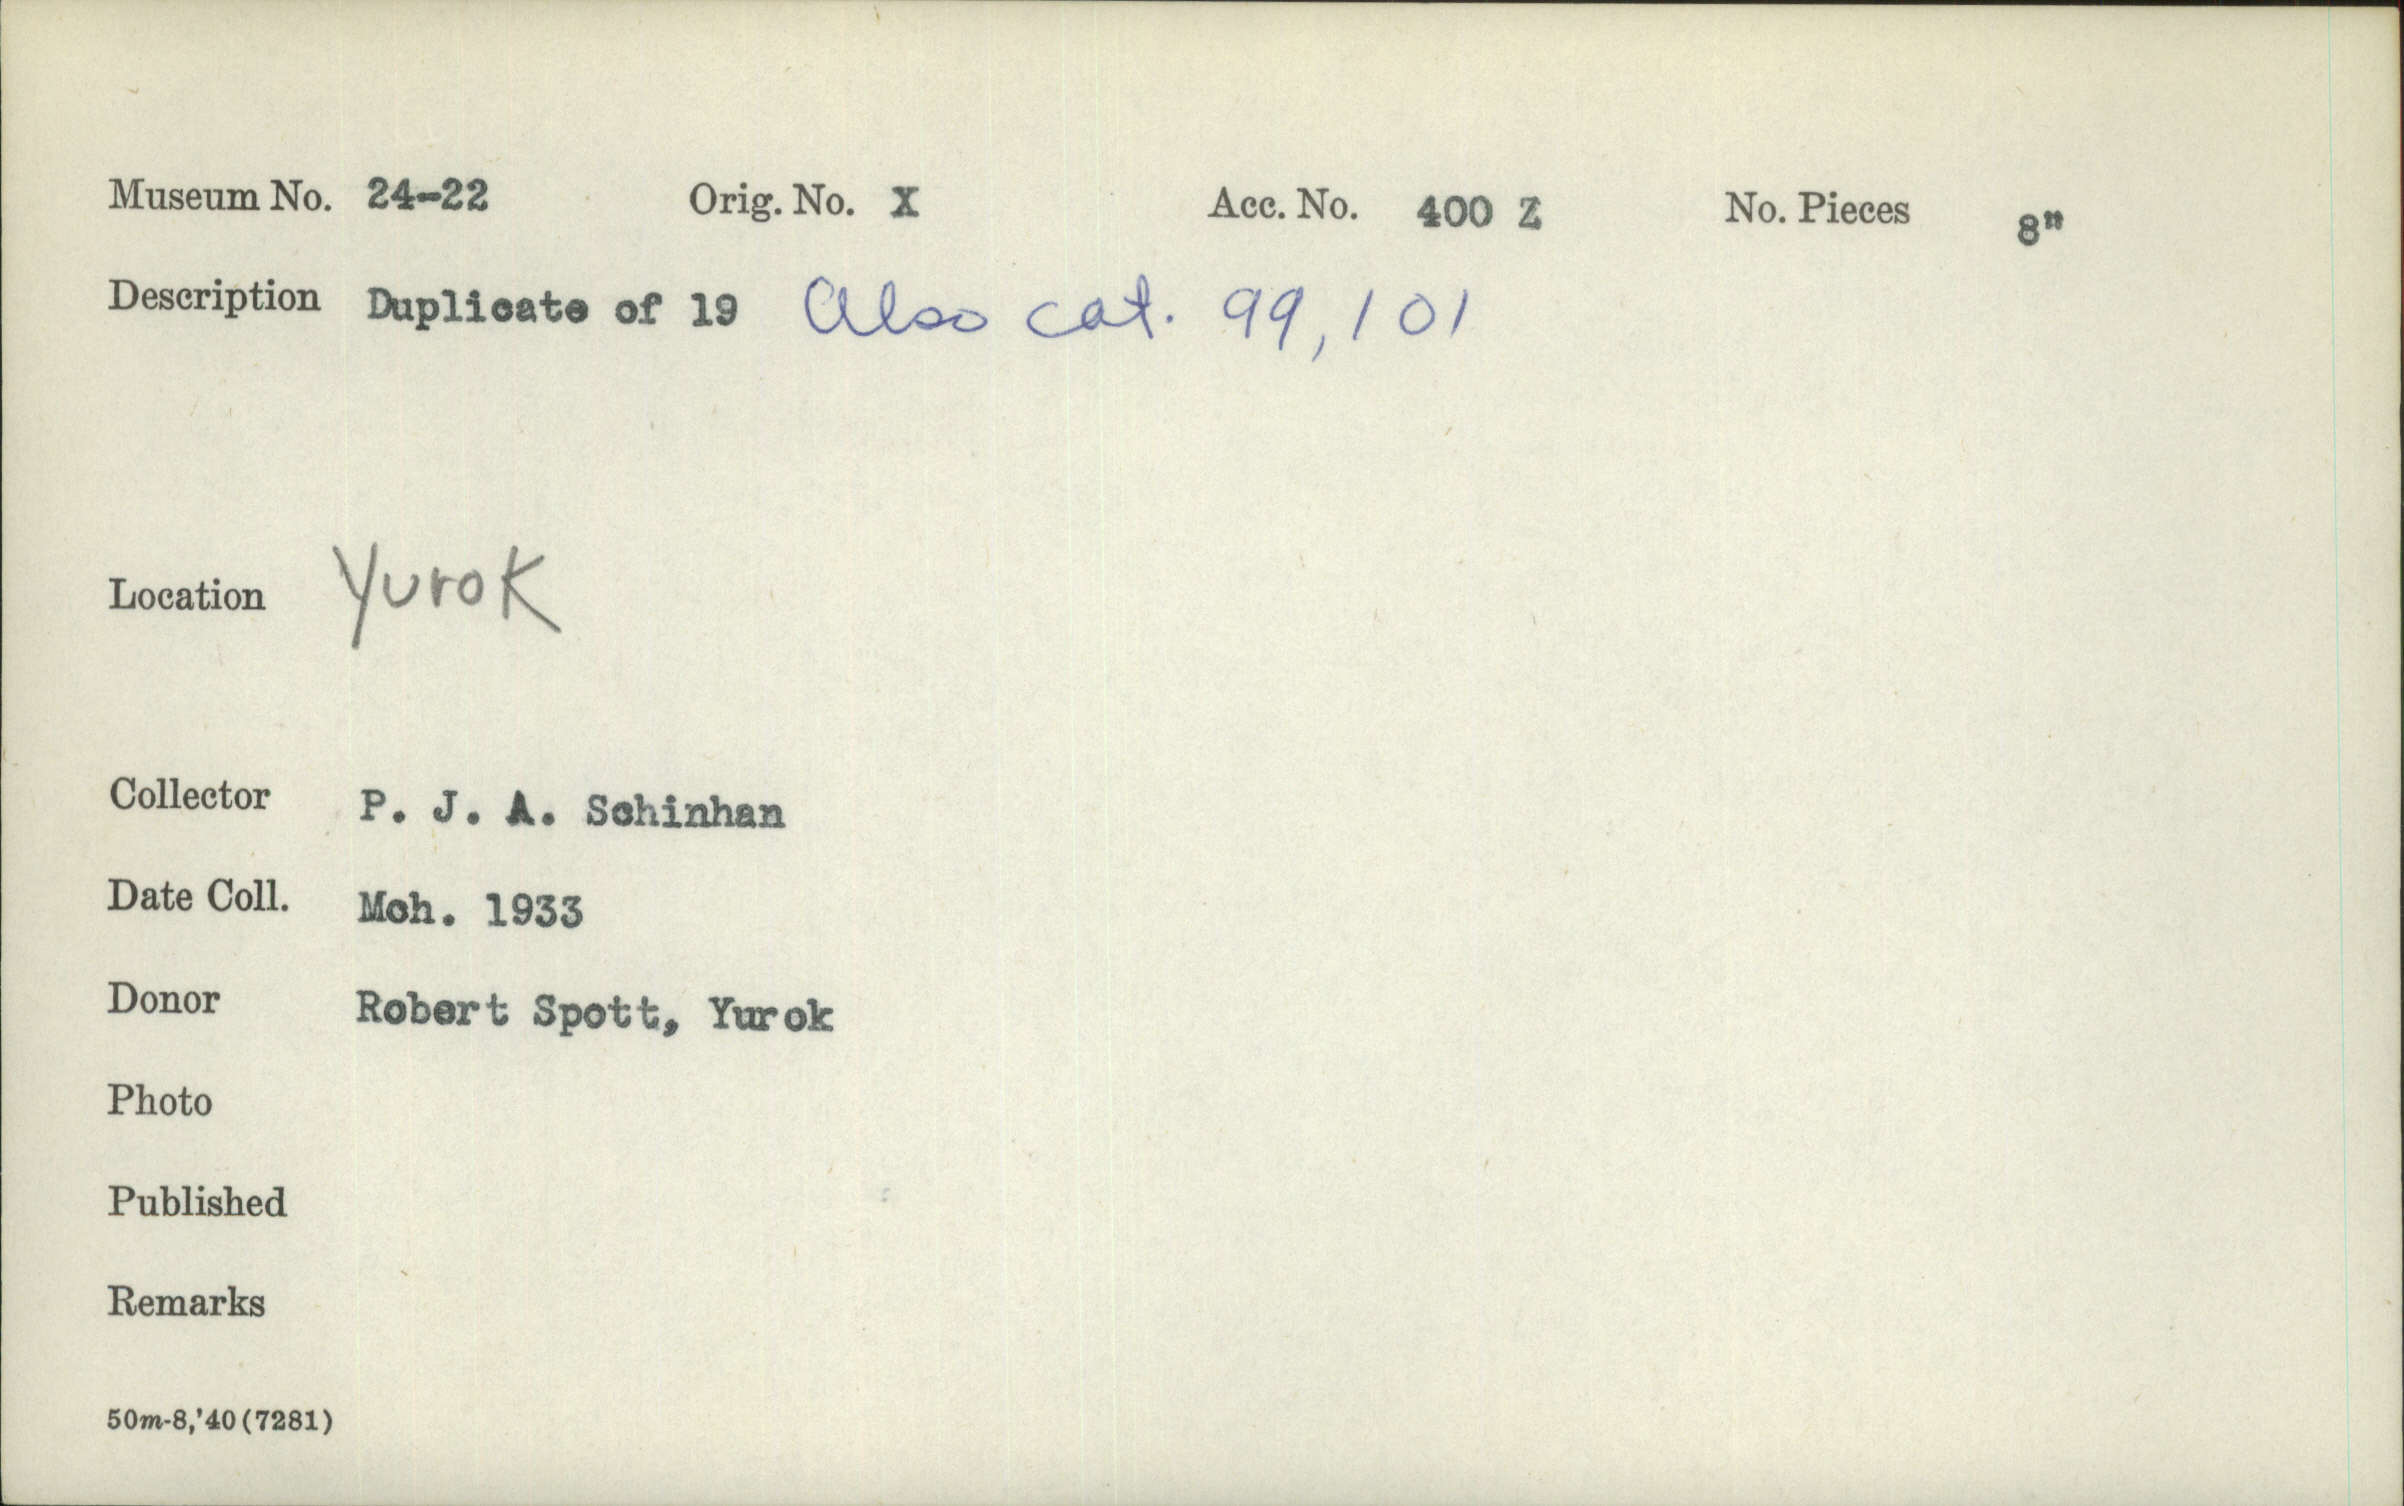 Museum No. 24-22 Orig. No. X Acc. No. 400 Z No. Pieces 8"
Description Duplicate of 19 Also cat. 99, 101
Location Yurok
Collector P. J. A. Schinhan
Date Coll. Mch. 1933
Donor Robert Spott, Yurok
Photo
Published
Remarks
50m-8,'40(7281)